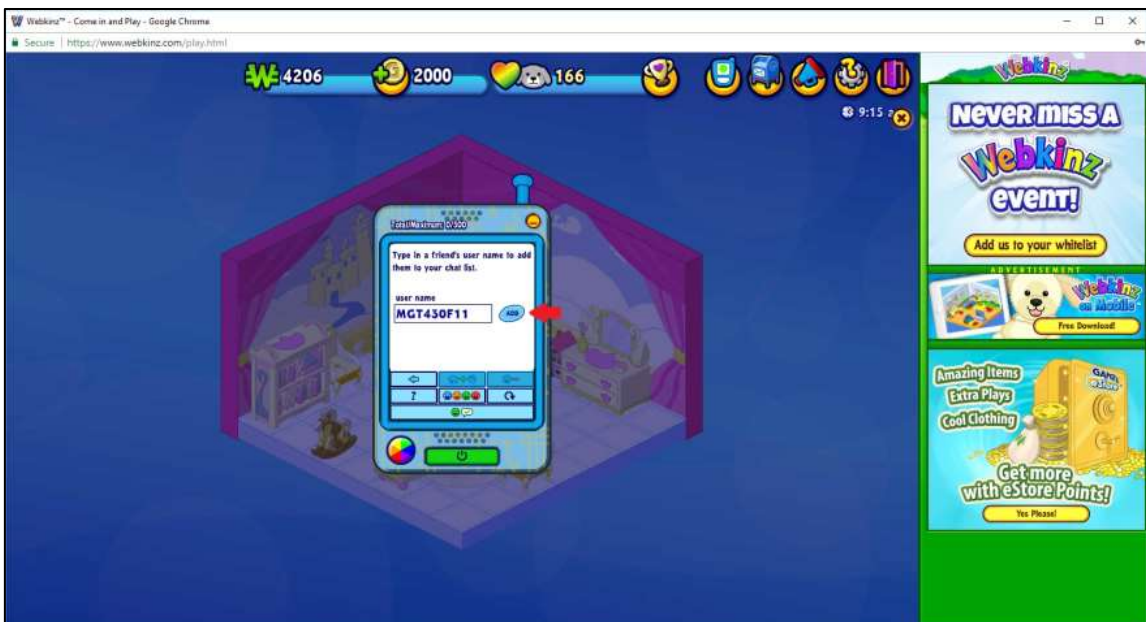 Webkinz™ - Come in and Play - Google Chrome
Secure https://www.webkinz.com/play.html
4206 2000 166
9:15
Total/Maximum 0/500
Type in a friend's user name to add
them to your chat list.
user name
MGT430F11 ADD
?
Webkinz
Never miss a
Webkinz
event!
Add us to your whitelist
ADVERTISEMENT
Webkinz
on Mobile
Free Download!
Amazing Items
Extra Plays
Cool Clothing
GANZ
eStore
Get more
with eStore Points!
Yes Please!